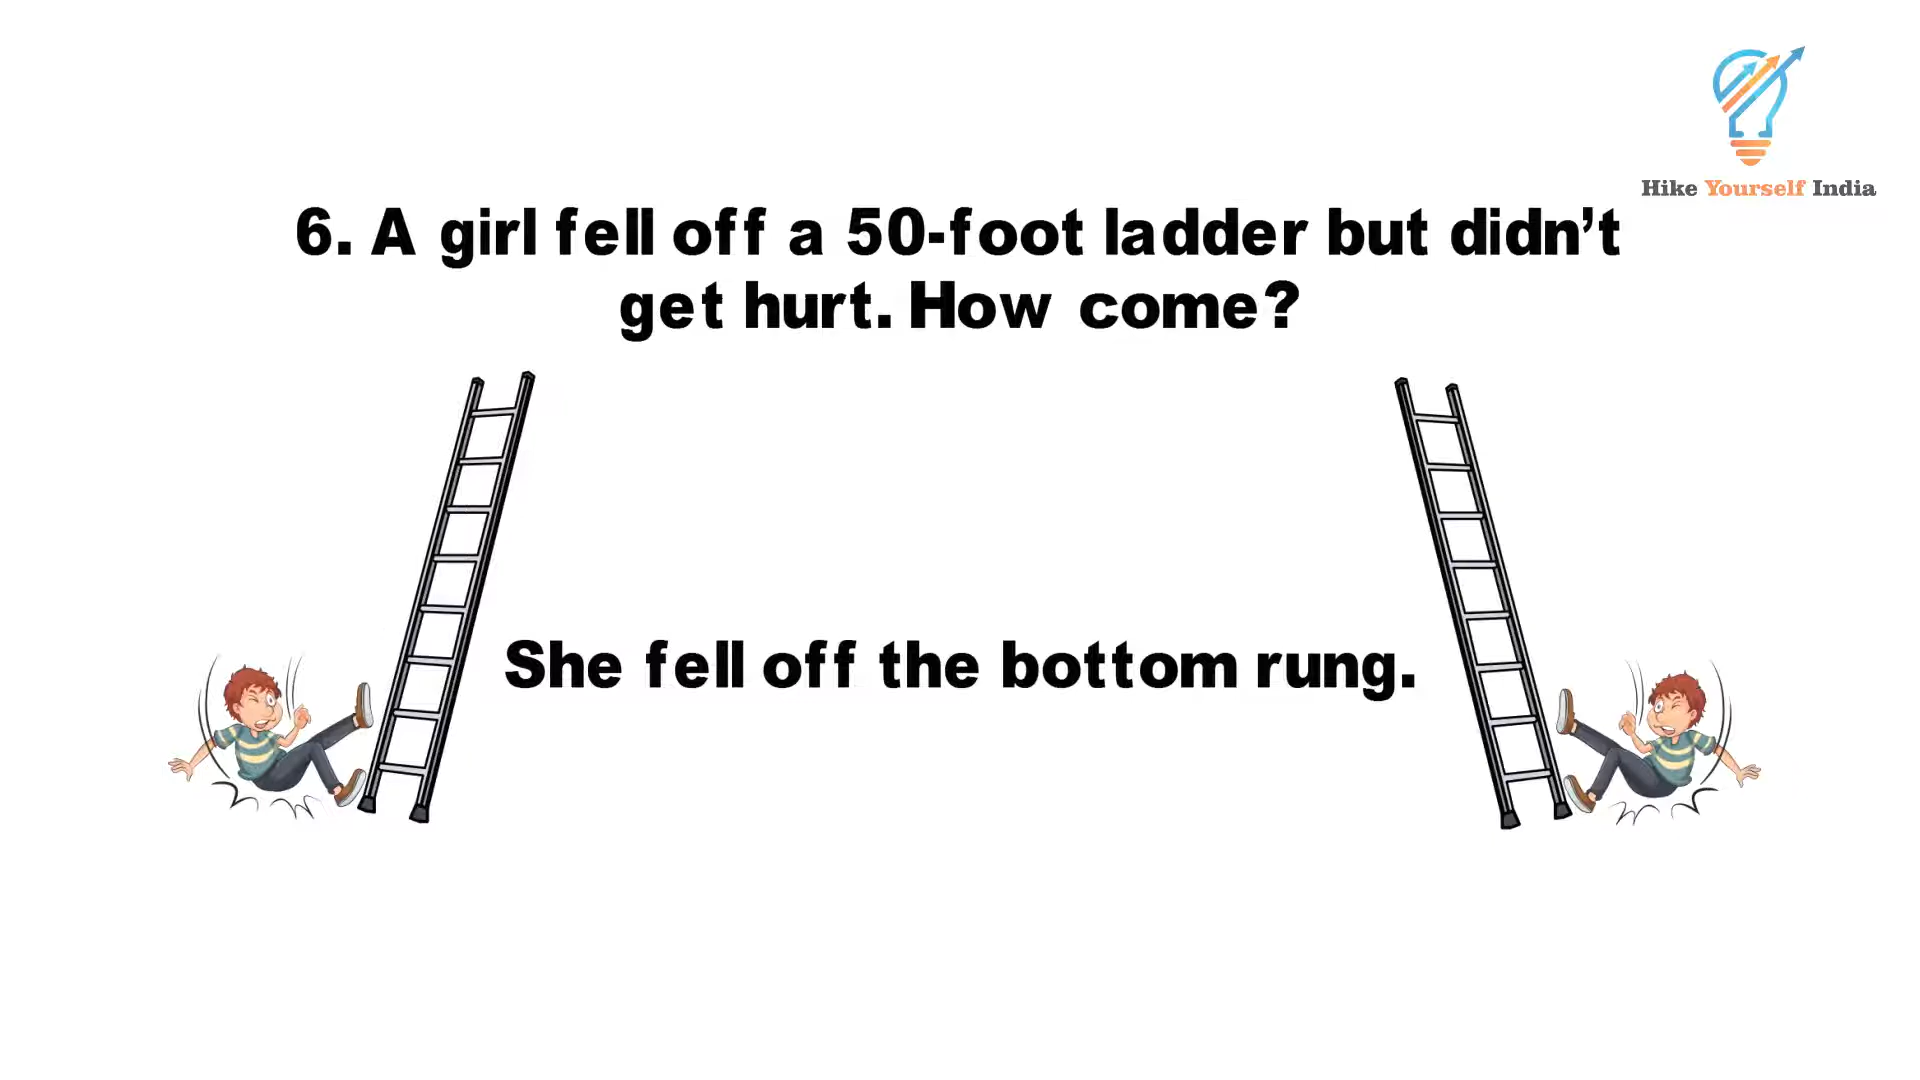 Hike Yourself India
6. A girl fell off a 50-foot ladder but didn’t
get hurt. How come?
She fell off the bottom rung.